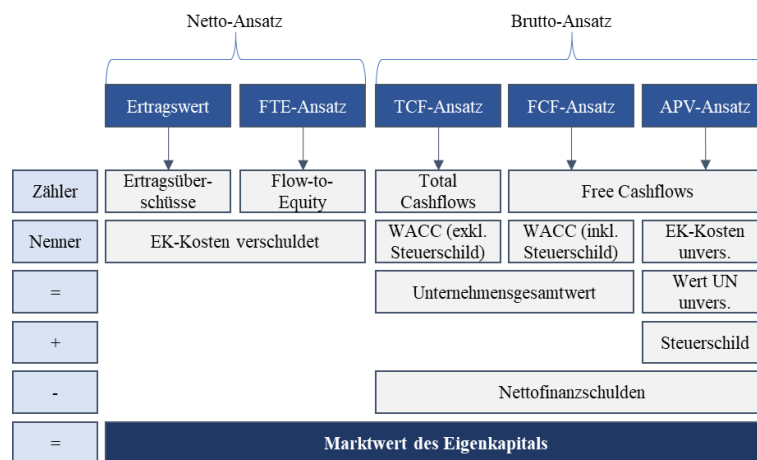 Netto-Ansatz
Brutto-Ansatz
Ertragswert
FTE-Ansatz
TCF-Ansatz
FCF-Ansatz
APV-Ansatz
Zähler
Ertragsüber-
schüsse
Flow-to-
Equity
Total
Cashflows
Free Cashflows
Nenner
EK-Kosten verschuldet
WACC (exkl.
Steuerschild)
WACC (inkl.
Steuerschild)
EK-Kosten
unvers.
=
Unternehmensgesamtwert
Wert UN
unvers.
+
Steuerschild
-
Nettofinanzschulden
=
Marktwert des Eigenkapitals